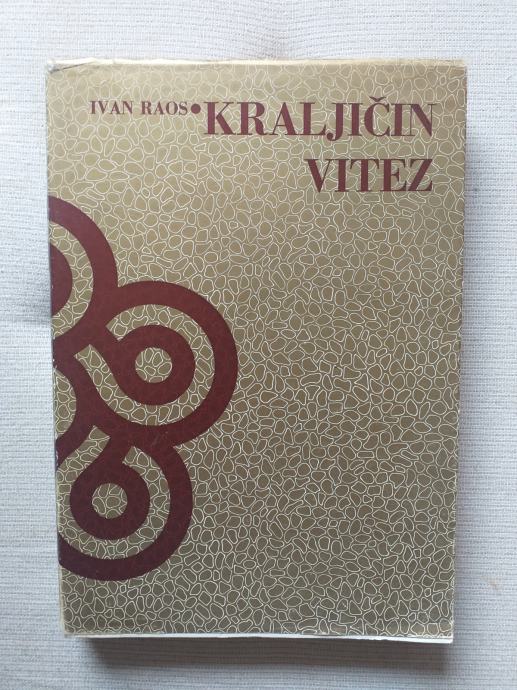 IVAN RAOS • KRALJIČIN
VITEZ